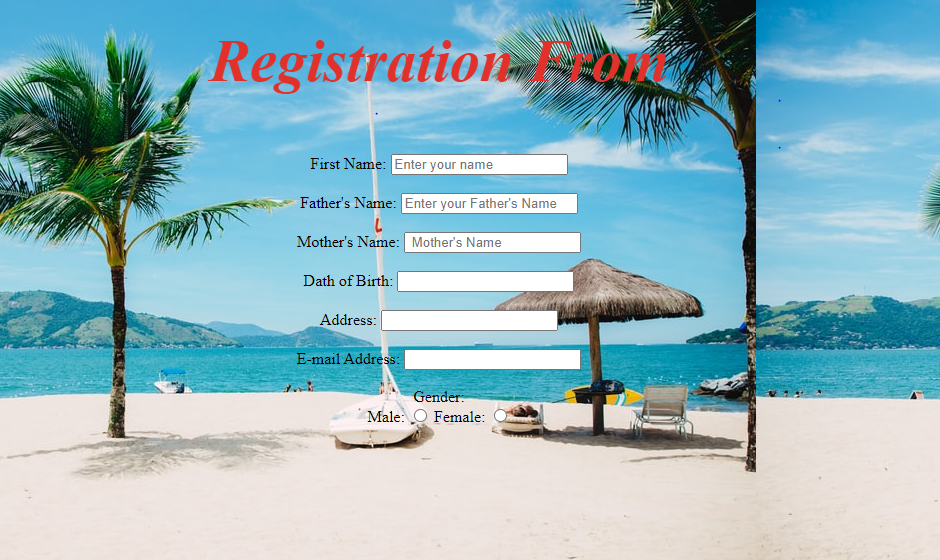 Registration From
First Name: Enter your name
Father's Name: Enter your Father's Name
Mother's Name: Mother's Name
Dath of Birth:
Address:
E-mail Address:
Gender:
Male: Female: